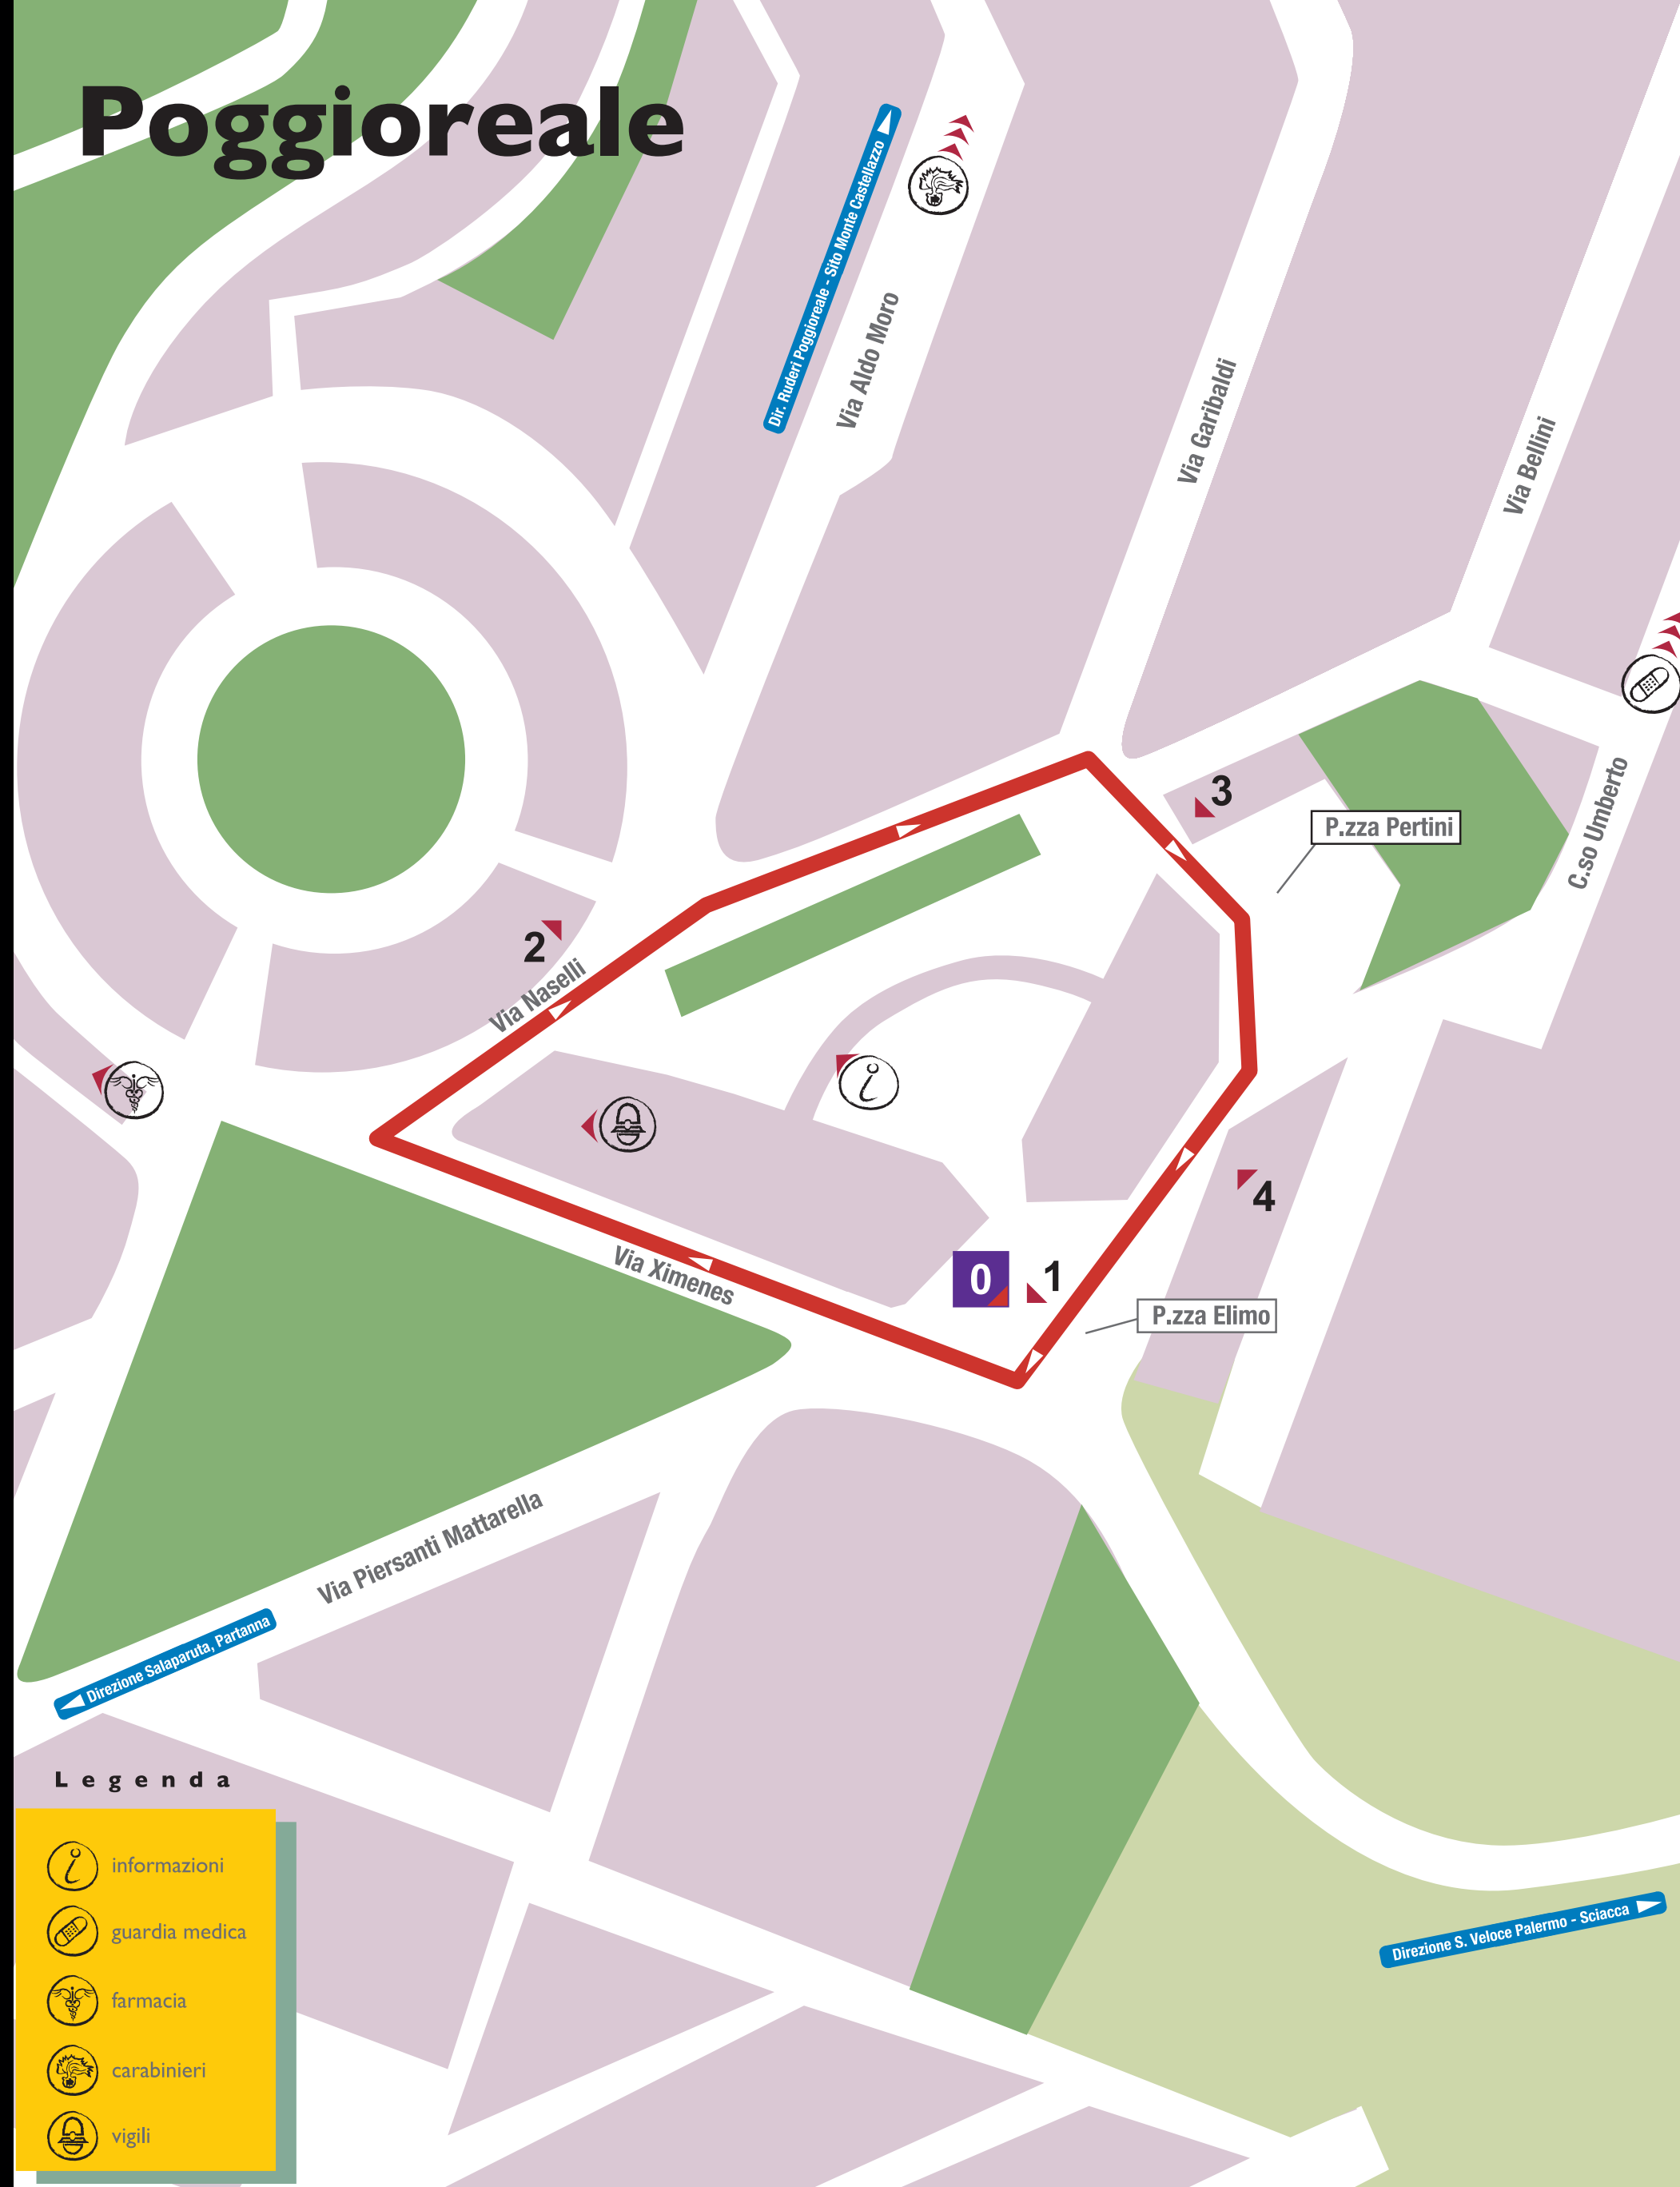 Poggioreale
Dir. Ruderi Poggioreale - Sito Monte Castellazzo
Via Aldo Moro
Via Garibaldi
Via Bellini
3
P.zza Pertini
C.so Umberto
2
Via Naselli
4
0
1
Via Ximenes
P.zza Elimo
Via Piersanti Mattarella
Direzione Salaparuta, Partanna
Direzione S. Veloce Palermo - Sciacca
Legenda
informazioni
guardia medica
farmacia
carabinieri
vigili